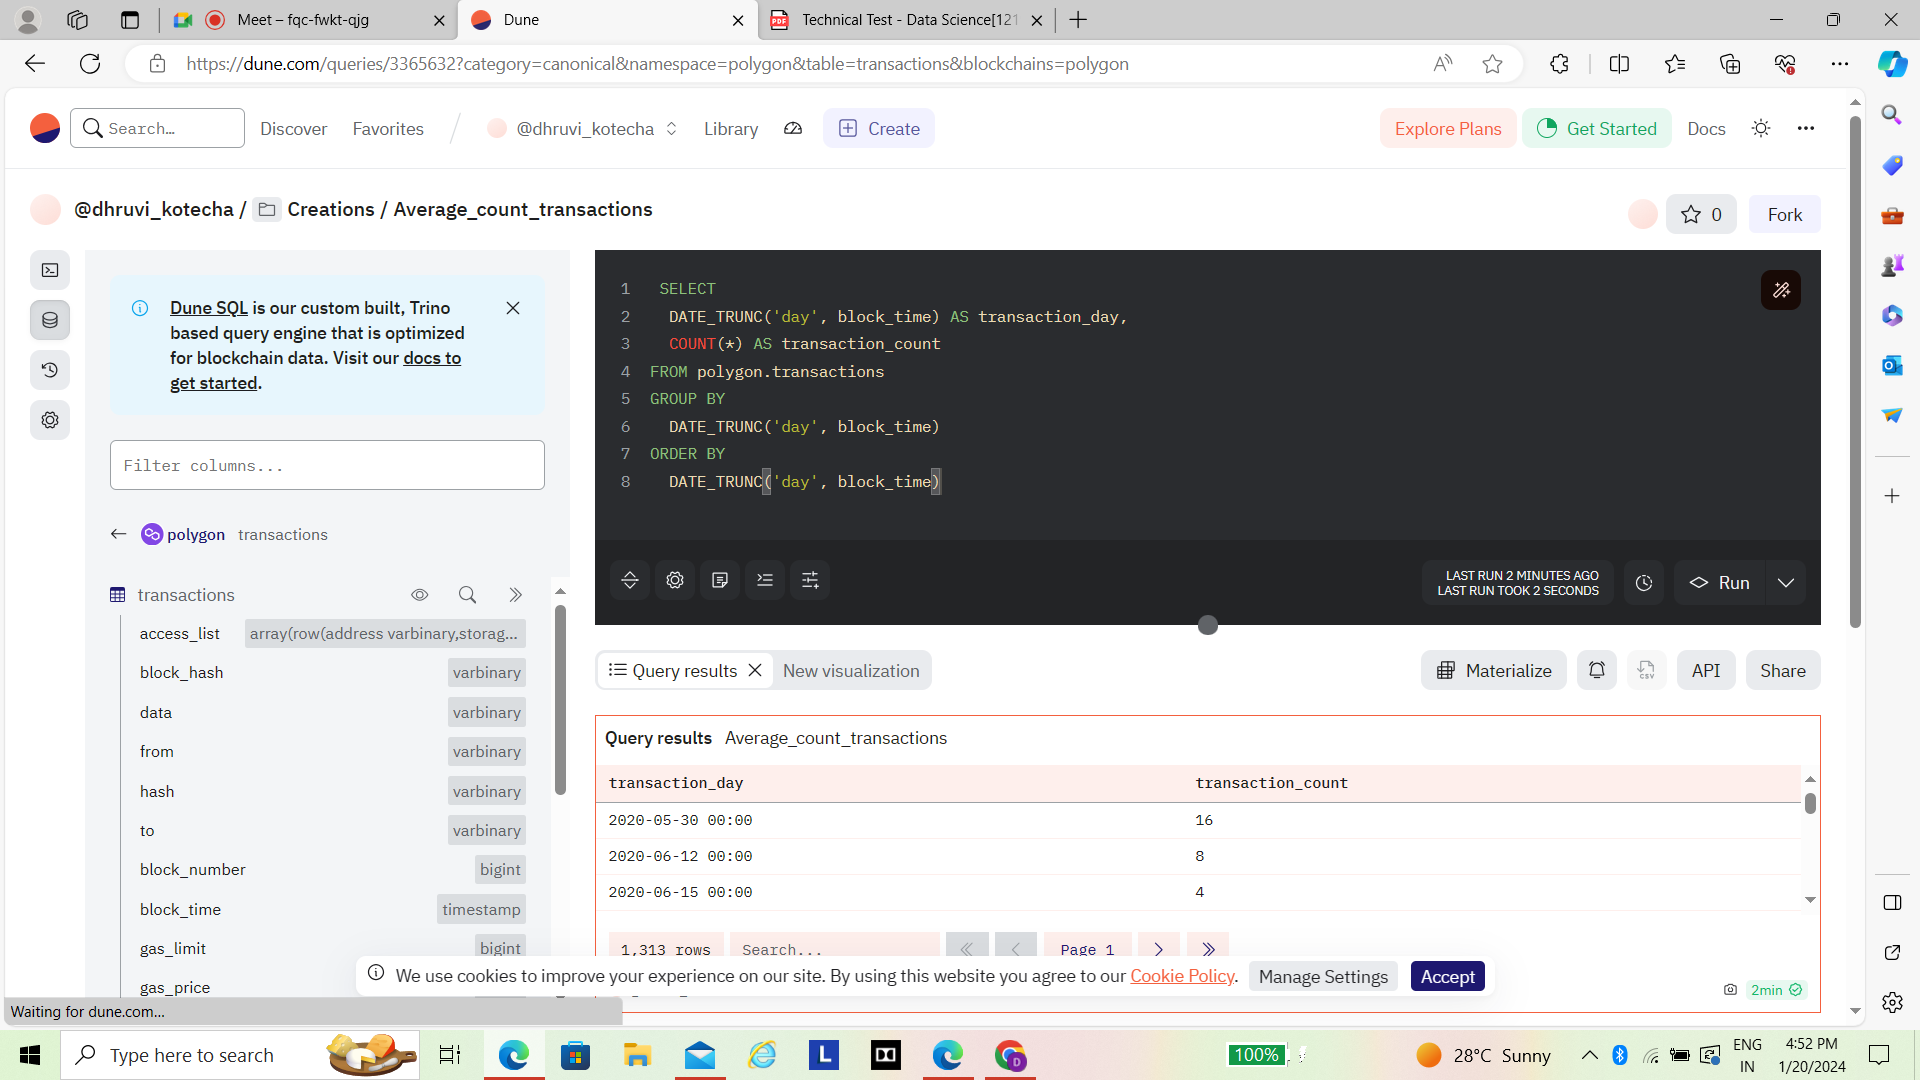 Meet – fqc-fwkt-qjg
Dune
Technical Test - Data Science[121
https://dune.com/queries/3365632?category=canonical&namespace=polygon&table=transactions&blockchains=polygon
Search...
Discover
Favorites
@dhruvi_kotecha
Library
Create
Explore Plans
Get Started
Docs
@dhruvi_kotecha / Creations / Average_count_transactions
0
Fork
Dune SQL is our custom built, Trino
based query engine that is optimized
for blockchain data. Visit our docs to
get started.
Filter columns...
polygon transactions
transactions
access_list array(row(address varbinary,storag...
block_hash varbinary
data varbinary
from varbinary
hash varbinary
to varbinary
block_number bigint
block_time timestamp
gas_limit bigint
gas_price
1 SELECT
2 DATE_TRUNC('day', block_time) AS transaction_day,
3 COUNT(*) AS transaction_count
4 FROM polygon.transactions
5 GROUP BY
6 DATE_TRUNC('day', block_time)
7 ORDER BY
8 DATE_TRUNC('day', block_time)
LAST RUN 2 MINUTES AGO
LAST RUN TOOK 2 SECONDS
Run
Query results
New visualization
Materialize
CSV
API
Share
Query results Average_count_transactions
transaction_day transaction_count
2020-05-30 00:00 16
2020-06-12 00:00 8
2020-06-15 00:00 4
1,313 rows
Search...
Page 1
We use cookies to improve your experience on our site. By using this website you agree to our Cookie Policy.
Manage Settings
Accept
2min
Waiting for dune.com...
Type here to search
100%
28°C Sunny
ENG
IN
4:52 PM
1/20/2024